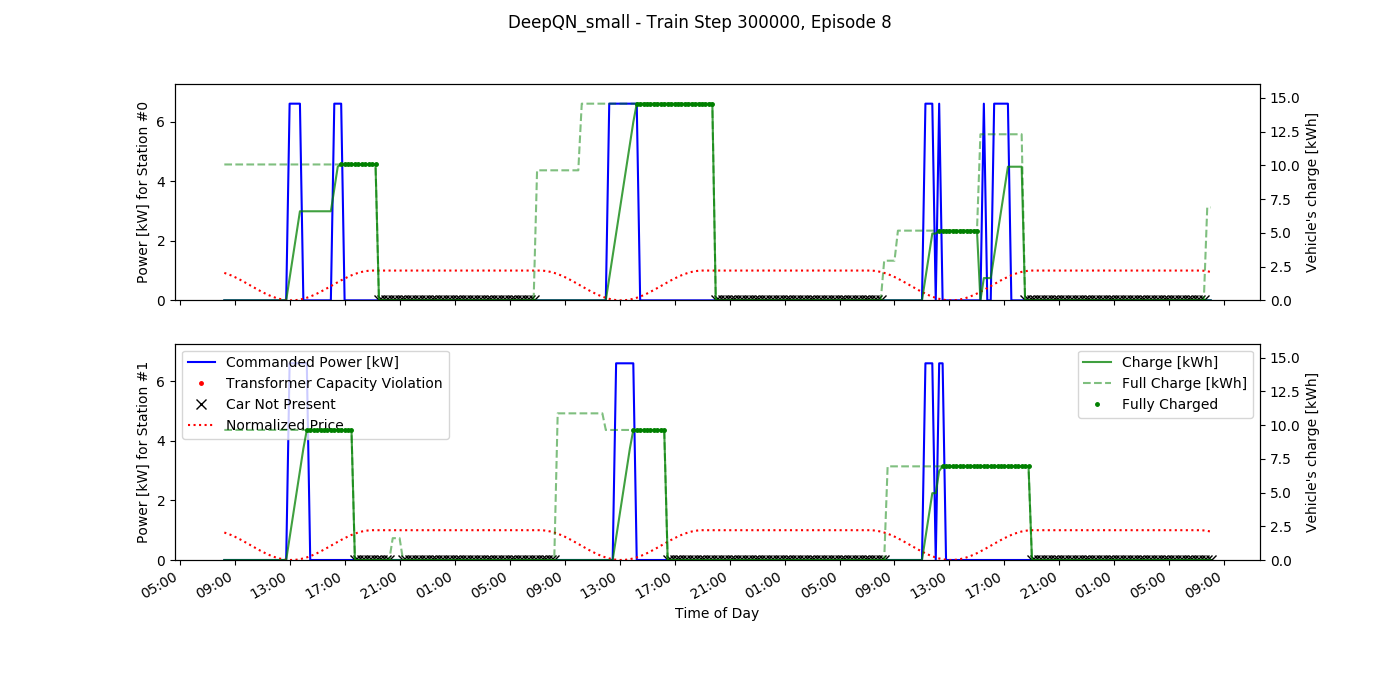 DeepQN_small - Train Step 300000, Episode 8
Power [kW] for Station #0
6
4
2
0
15.0
12.5
10.0
7.5
5.0
2.5
0.0
Vehicle's charge [kWh]
Power [kW] for Station #1
6
4
2
0
Commanded Power [kW]
Transformer Capacity Violation
Car Not Present
Normalized Price
Charge [kWh]
Full Charge [kWh]
Fully Charged
15.0
12.5
10.0
7.5
5.0
2.5
0.0
Vehicle's charge [kWh]
05:00 09:00 13:00 17:00 21:00 01:00 05:00 09:00 13:00 17:00 21:00 01:00 05:00 09:00 13:00 17:00 21:00 01:00 05:00 09:00
Time of Day